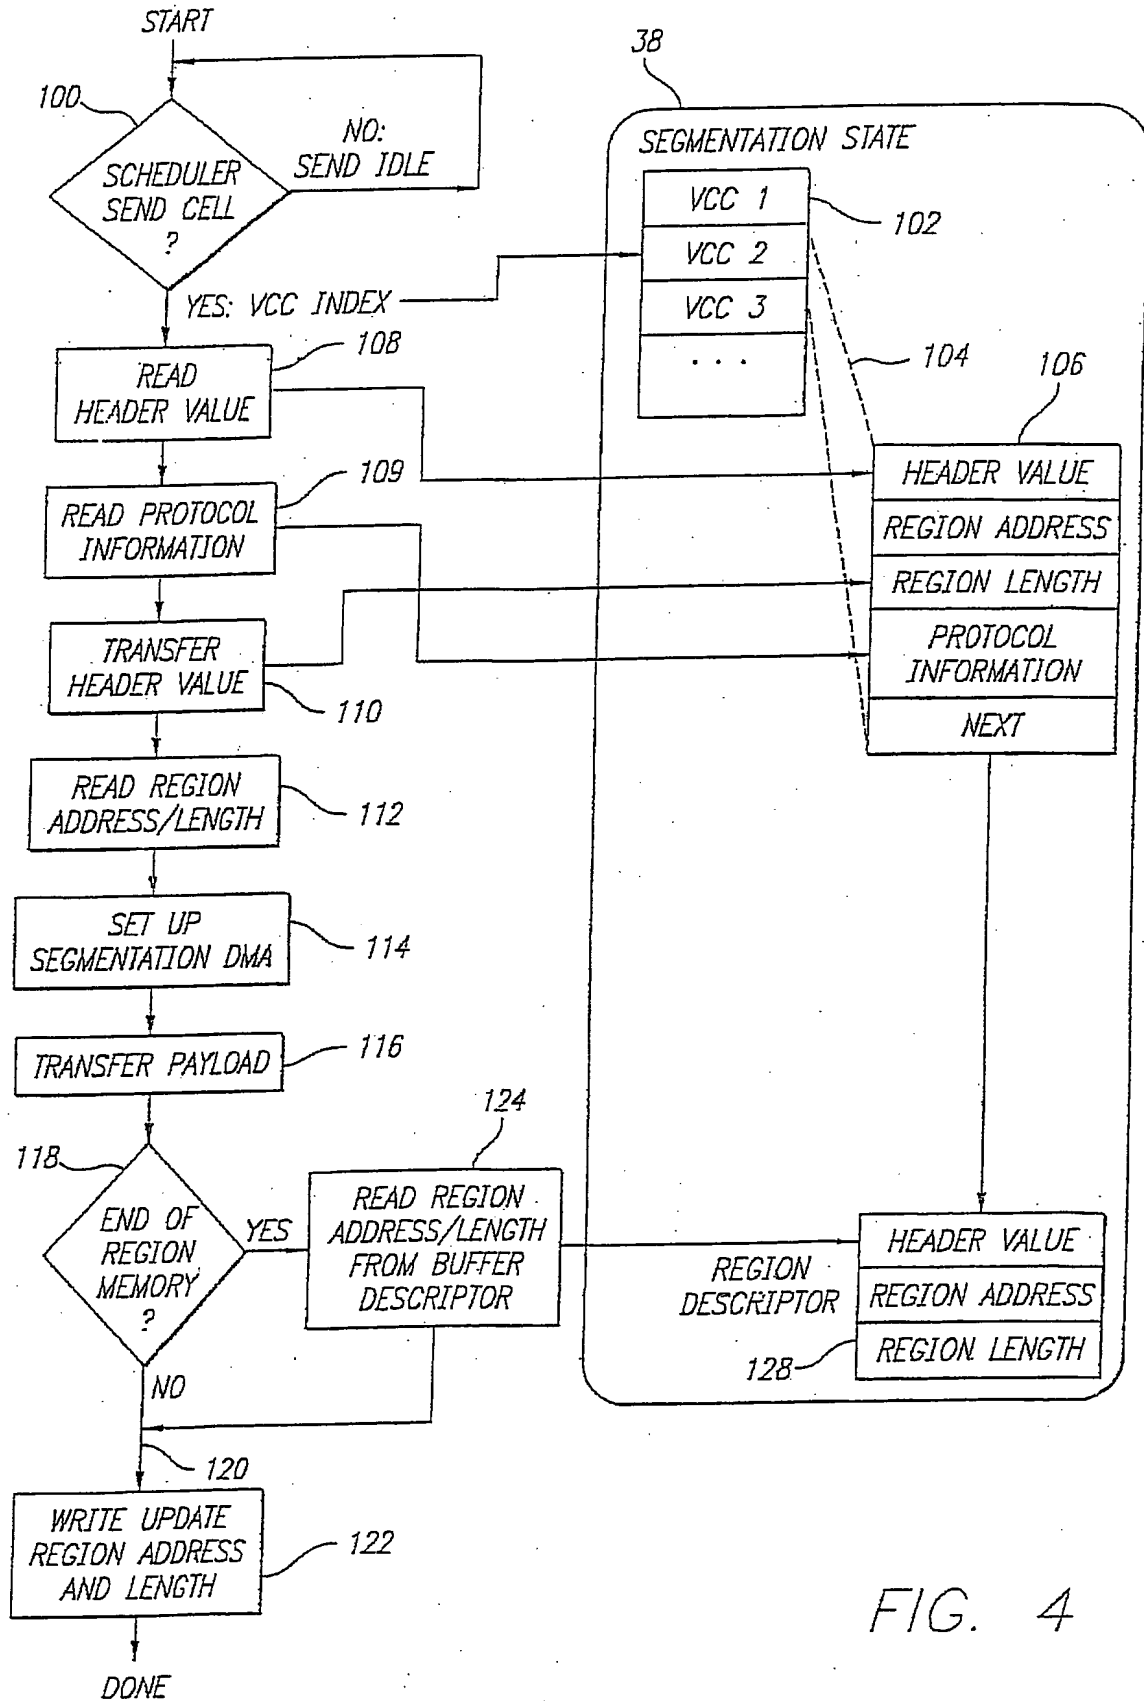 START
100
SCHEDULER
SEND CELL
?
NO:
SEND IDLE
YES: VCC INDEX
108
READ
HEADER VALUE
109
READ PROTOCOL
INFORMATION
TRANSFER
HEADER VALUE
110
READ REGION
ADDRESS/LENGTH
112
SET UP
SEGMENTATION DMA
114
TRANSFER PAYLOAD
116
118
END OF
REGION
MEMORY
?
YES
124
READ REGION
ADDRESS/LENGTH
FROM BUFFER
DESCRIPTOR
NO
120
WRITE UPDATE
REGION ADDRESS
AND LENGTH
122
DONE
38
SEGMENTATION STATE
VCC 1
102
VCC 2
VCC 3
. . .
104
106
HEADER VALUE
REGION ADDRESS
REGION LENGTH
PROTOCOL
INFORMATION
NEXT
REGION
DESCRIPTOR
HEADER VALUE
REGION ADDRESS
REGION LENGTH
128
FIG. 4